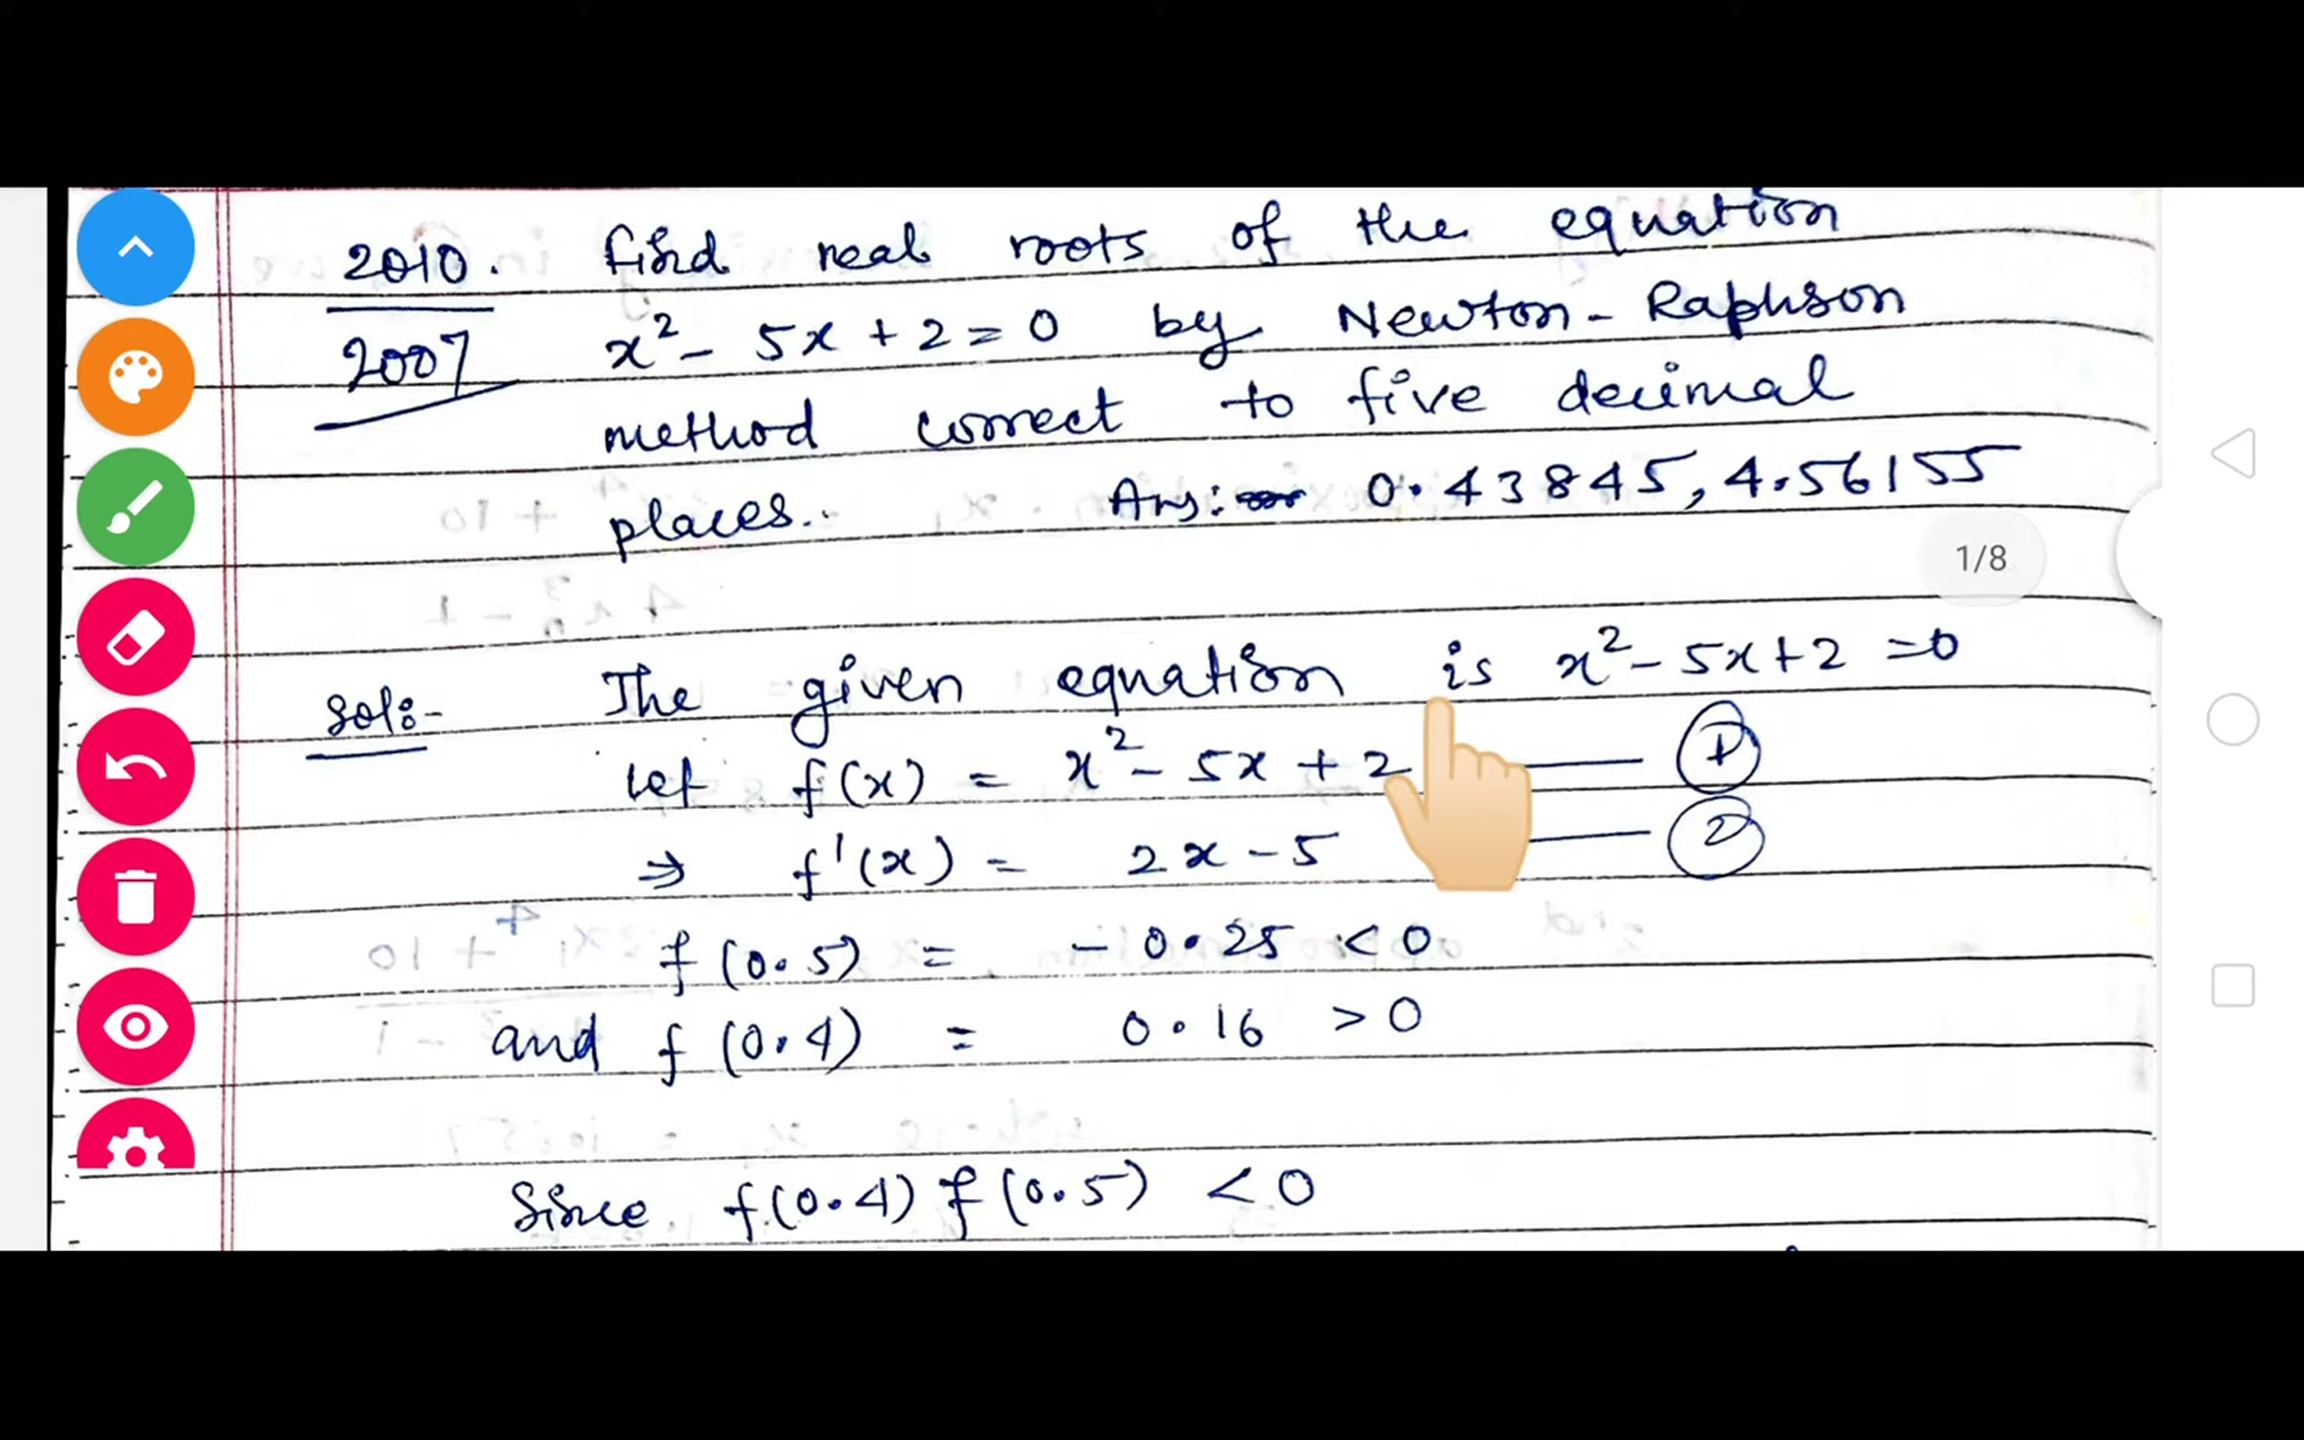 2010. find real roots of the equation
2007 x² - 5x + 2 = 0 by Newton - Raphson
method correct to five decimal
places.. Ans: 0.43845, 4.56155
1/8
Sol:- The given equation is x² - 5x + 2 = 0
Let f(x) = x² - 5x + 2 —— ①
⇒ f'(x) = 2x - 5 —— ②
f (0.5) = - 0.25 < 0
and f (0.4) = 0.16 > 0
Since f(0.4) f(0.5) < 0